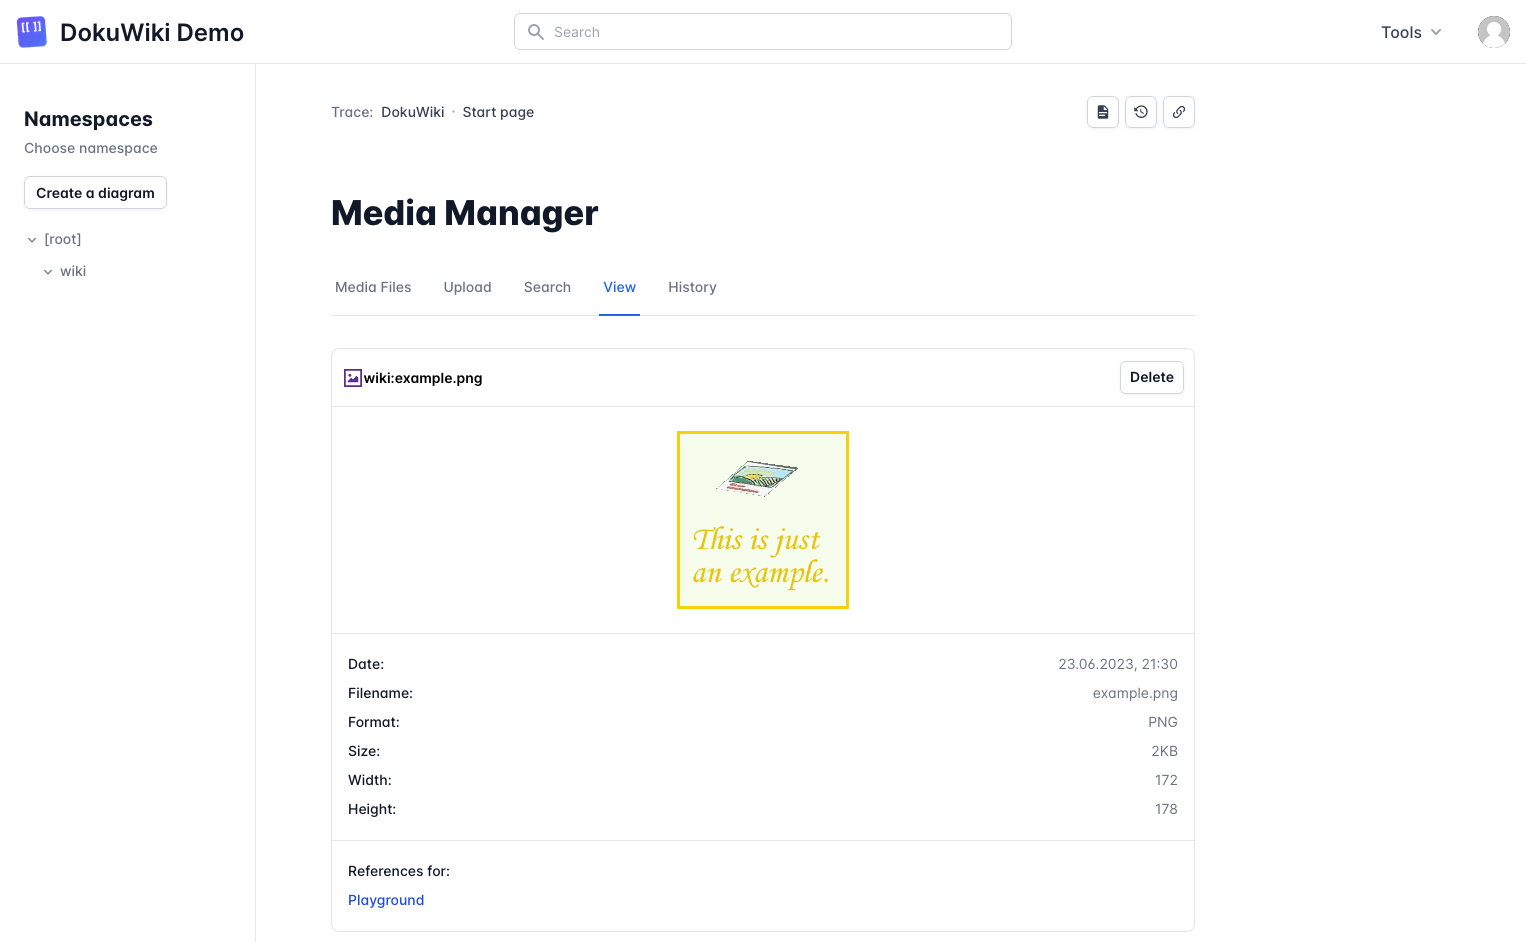 [[ ]] DokuWiki Demo
Search
Tools
Namespaces
Choose namespace
Create a diagram
[root]
wiki
Trace: DokuWiki · Start page
Media Manager
Media Files Upload Search View History
wiki:example.png
Delete
This is just
an example.
Date: 23.06.2023, 21:30
Filename: example.png
Format: PNG
Size: 2KB
Width: 172
Height: 178
References for:
Playground